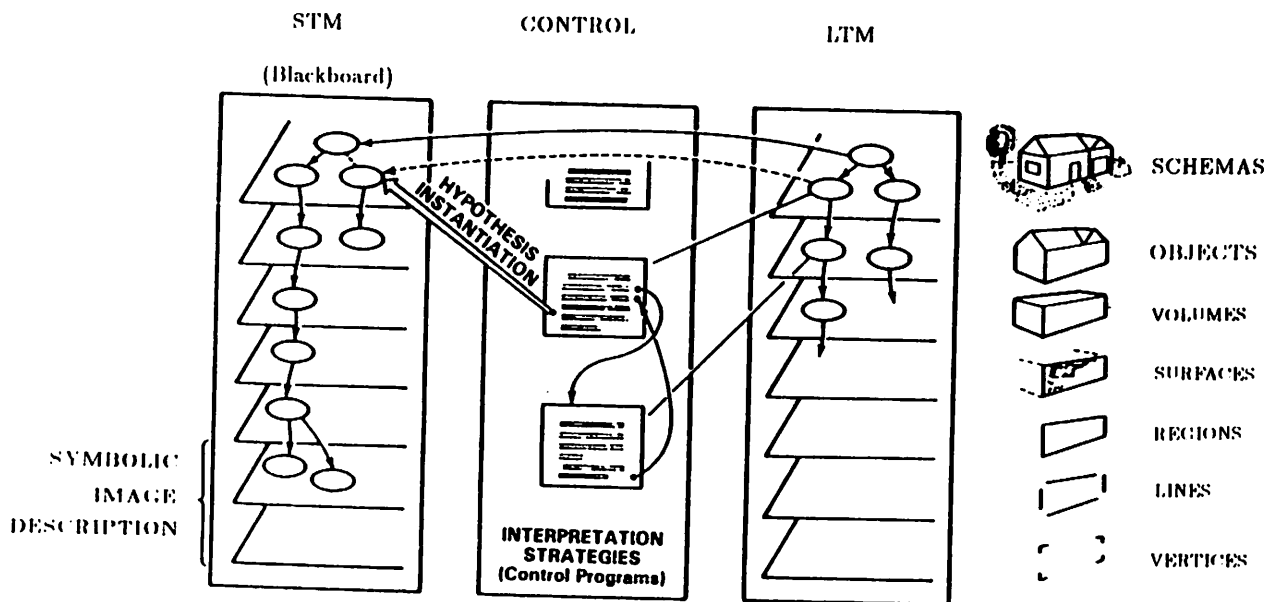 STM
(Blackboard)
CONTROL
LTM
HYPOTHESIS
INSTANTIATION
SYMBOLIC
IMAGE
DESCRIPTION
INTERPRETATION
STRATEGIES
(Control Programs)
SCHEMAS
OBJECTS
VOLUMES
SURFACES
REGIONS
LINES
VERTICES